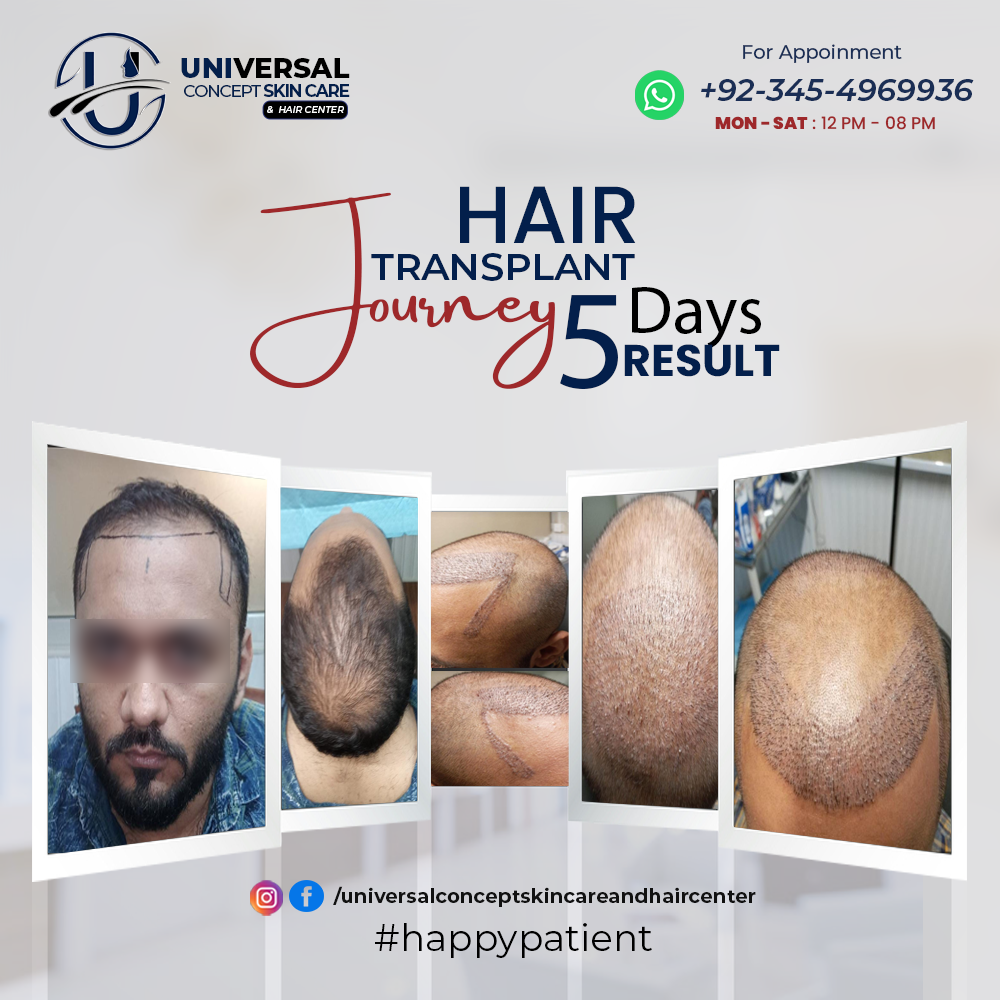 UNIVERSAL
CONCEPT SKIN CARE
& HAIR CENTER
For Appoinment
+92-345-4969936
MON - SAT : 12 PM - 08 PM
HAIR
TRANSPLANT
Journey 5 Days
RESULT
/universalconceptskincareandhaircenter
#happypatient